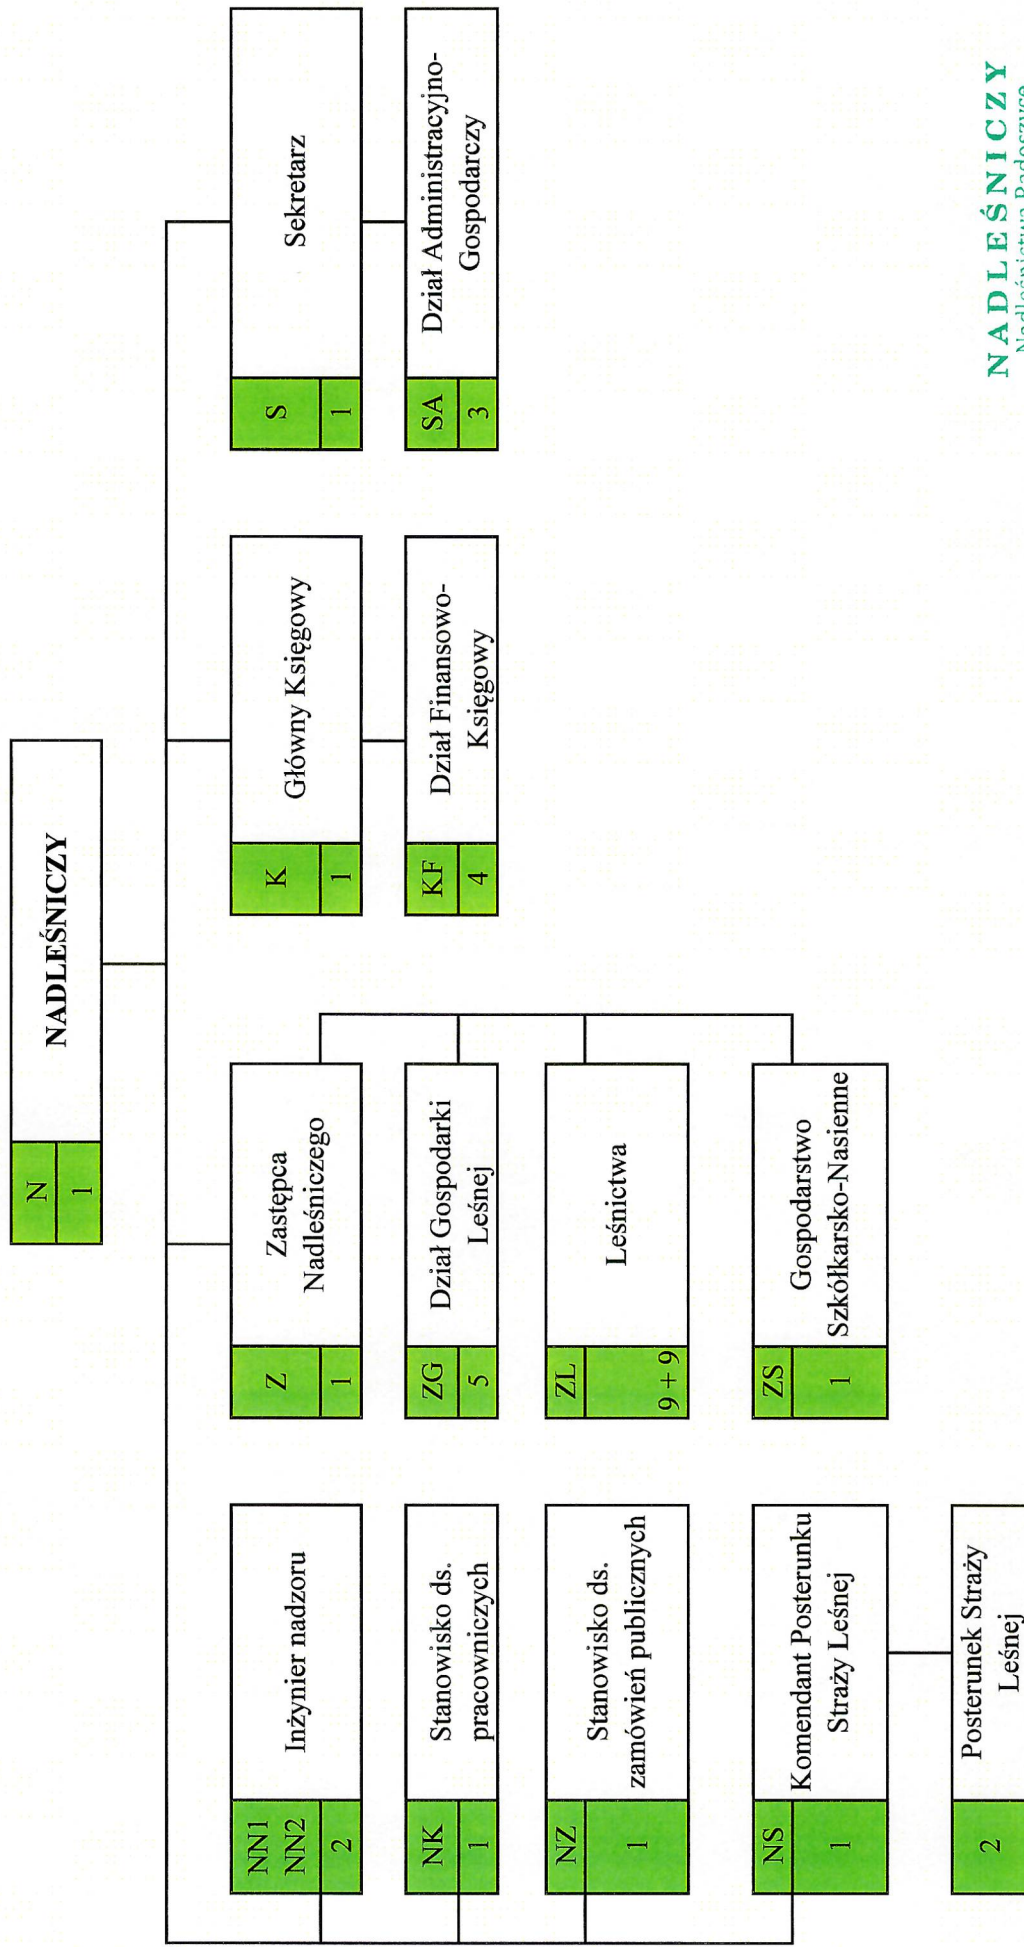 N
1
NADLEŚNICZY
NN1
NN2
2
Inżynier nadzoru
NK
1
Stanowisko ds.
pracowniczych
NZ
1
Stanowisko ds.
zamówień publicznych
NS
1
Komendant Posterunku
Straży Leśnej
2
Posterunek Straży
Leśnej
Z
1
Zastępca
Nadleśniczego
ZG
5
Dział Gospodarki
Leśnej
ZL
9 + 9
Leśnictwa
ZS
1
Gospodarstwo
Szkółkarsko-Nasienne
K
1
Główny Księgowy
KF
4
Dział Finansowo-
Księgowy
S
1
Sekretarz
SA
3
Dział Administracyjno-
Gospodarczy
NADLEŚNICZY
Nadleśnictwa Radoszyce